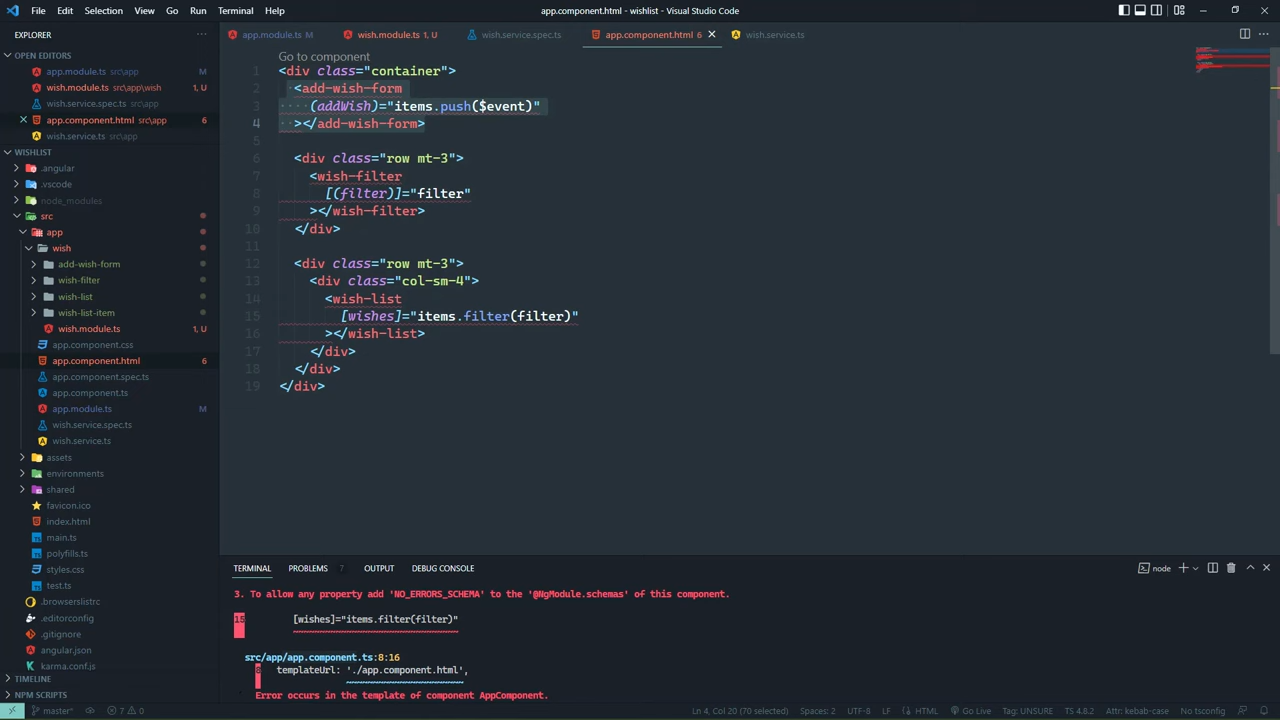 File Edit Selection View Go Run Terminal Help
app.component.html - wishlist - Visual Studio Code
EXPLORER
OPEN EDITORS
app.module.ts src\app M
wish.module.ts src\app\wish 1, U
wish.service.spec.ts src\app
app.component.html src\app 6
wish.service.ts src\app
WISHLIST
.angular
.vscode
node_modules
src
app
wish
add-wish-form
wish-filter
wish-list
wish-list-item
wish.module.ts 1, U
app.component.css
app.component.html 6
app.component.spec.ts
app.component.ts
app.module.ts M
wish.service.spec.ts
wish.service.ts
assets
environments
shared
favicon.ico
index.html
main.ts
polyfills.ts
styles.css
test.ts
.browserslistrc
.editorconfig
.gitignore
angular.json
karma.conf.js
TIMELINE
NPM SCRIPTS
app.module.ts M
wish.module.ts 1, U
wish.service.spec.ts
app.component.html 6
wish.service.ts
Go to component
1 <div class="container">
2 <add-wish-form
3 ····(addWish)="items.push($event)"
4 ··></add-wish-form>
5
6 <div class="row mt-3">
7 <wish-filter
8 [(filter)]="filter"
9 ></wish-filter>
10 </div>
11
12 <div class="row mt-3">
13 <div class="col-sm-4">
14 <wish-list
15 [wishes]="items.filter(filter)"
16 ></wish-list>
17 </div>
18 </div>
19 </div>
TERMINAL PROBLEMS 7 OUTPUT DEBUG CONSOLE
node
3. To allow any property add 'NO_ERRORS_SCHEMA' to the '@NgModule.schemas' of this component.
15 [wishes]="items.filter(filter)"
src/app/app.component.ts:8:16
8 templateUrl: './app.component.html',
Error occurs in the template of component AppComponent.
master* 7 0
Ln 4, Col 20 (70 selected) Spaces: 2 UTF-8 LF HTML Go Live Tag: UNSURE TS 4.8.2 Attr: kebab-case No tsconfig